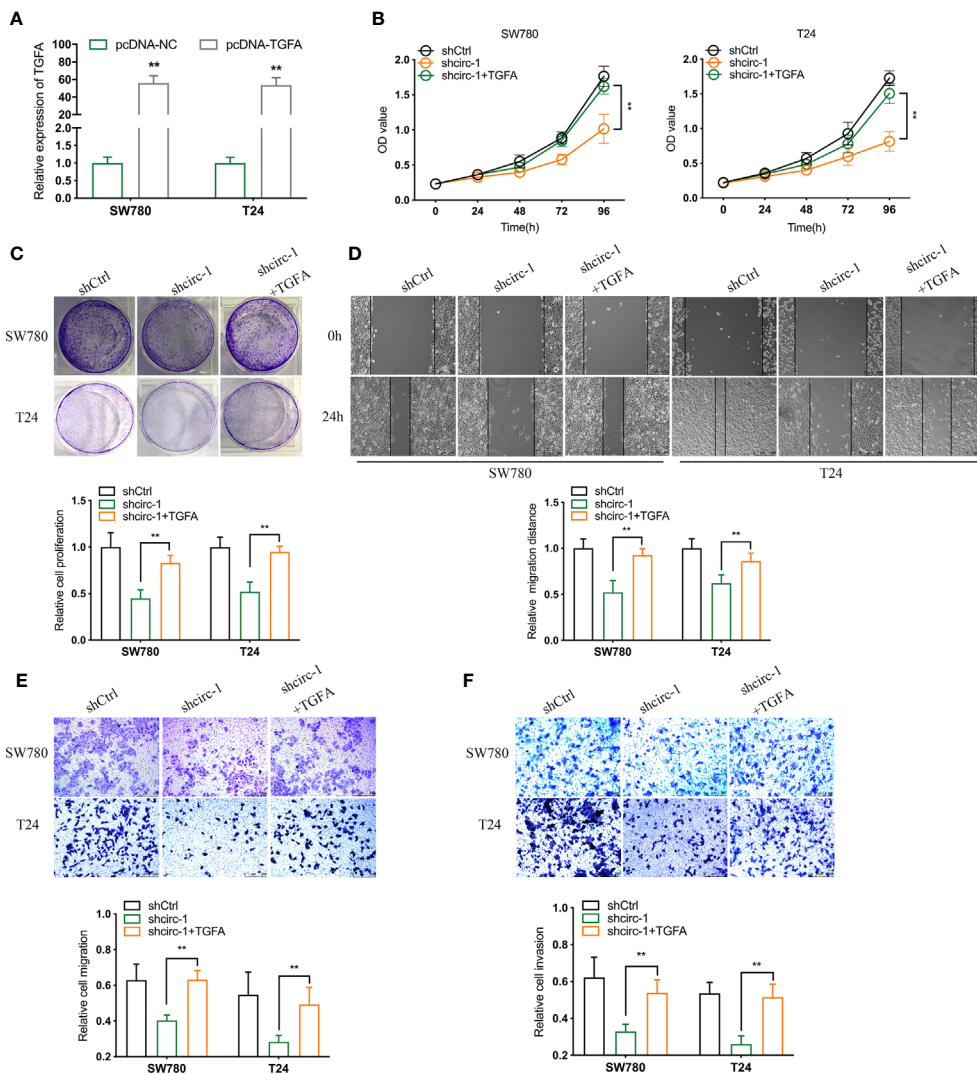 A
pcDNA-NC pcDNA-TGFA
Relative expression of TGFA
100
80
60
40
20
2.0
1.5
1.0
0.5
0.0
** **
SW780 T24
B
SW780
shCtrl
shcirc-1
shcirc-1+TGFA
OD value
2.0
1.5
1.0
0.5
0.0
**
0 24 48 72 96
Time(h)
T24
shCtrl
shcirc-1
shcirc-1+TGFA
OD value
2.0
1.5
1.0
0.5
0.0
**
0 24 48 72 96
Time(h)
C
shCtrl shcirc-1 shcirc-1
+TGFA
SW780
T24
shCtrl
shcirc-1
shcirc-1+TGFA
Relative cell proliferation
1.5
1.0
0.5
0.0
** **
SW780 T24
D
shCtrl shcirc-1 shcirc-1
+TGFA
shCtrl shcirc-1 shcirc-1
+TGFA
0h
24h
SW780 T24
shCtrl
shcirc-1
shcirc-1+TGFA
Relative migration distance
1.5
1.0
0.5
0.0
** **
SW780 T24
E
shCtrl shcirc-1 shcirc-1
+TGFA
SW780
T24
shCtrl
shcirc-1
shcirc-1+TGFA
Relative cell migration
1.0
0.8
0.6
0.4
0.2
** **
SW780 T24
F
shCtrl shcirc-1 shcirc-1
+TGFA
SW780
T24
shCtrl
shcirc-1
shcirc-1+TGFA
Relative cell invasion
1.0
0.8
0.6
0.4
0.2
** **
SW780 T24